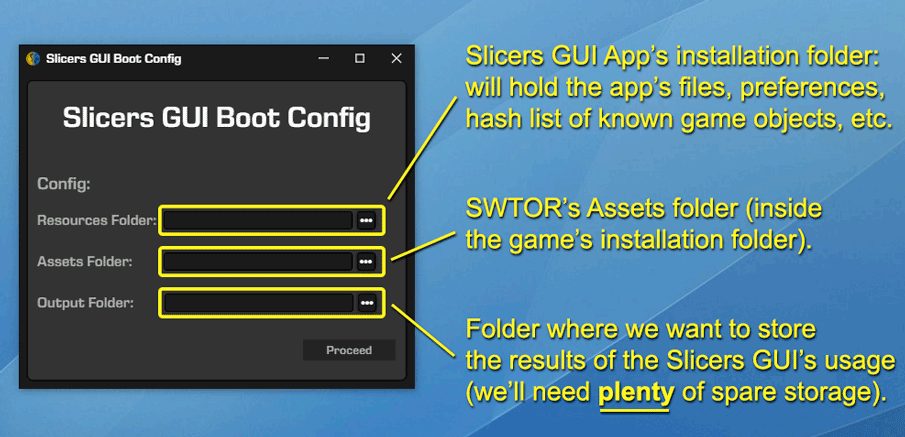 Slicers GUI Boot Config
Slicers GUI Boot Config
Config:
Resources Folder:
Assets Folder:
Output Folder:
Proceed
Slicers GUI App's installation folder:
will hold the app's files, preferences,
hash list of known game objects, etc.
SWTOR's Assets folder (inside
the game's installation folder).
Folder where we want to store
the results of the Slicers GUI's usage
(we'll need plenty of spare storage).